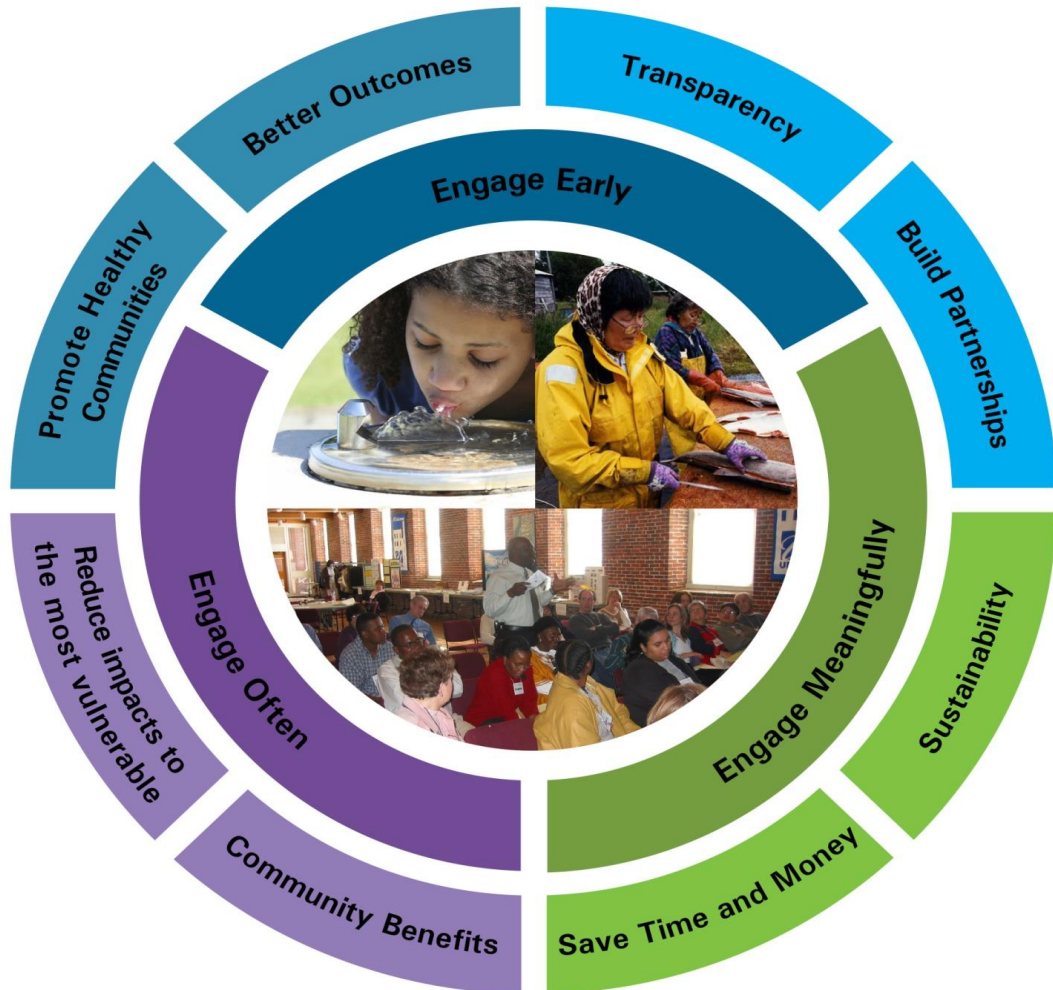 Better Outcomes
Transparency
Build Partnerships
Sustainability
Save Time and Money
Community Benefits
Reduce impacts to
the most vulnerable
Promote Healthy
Communities
Engage Early
Engage Meaningfully
Engage Often